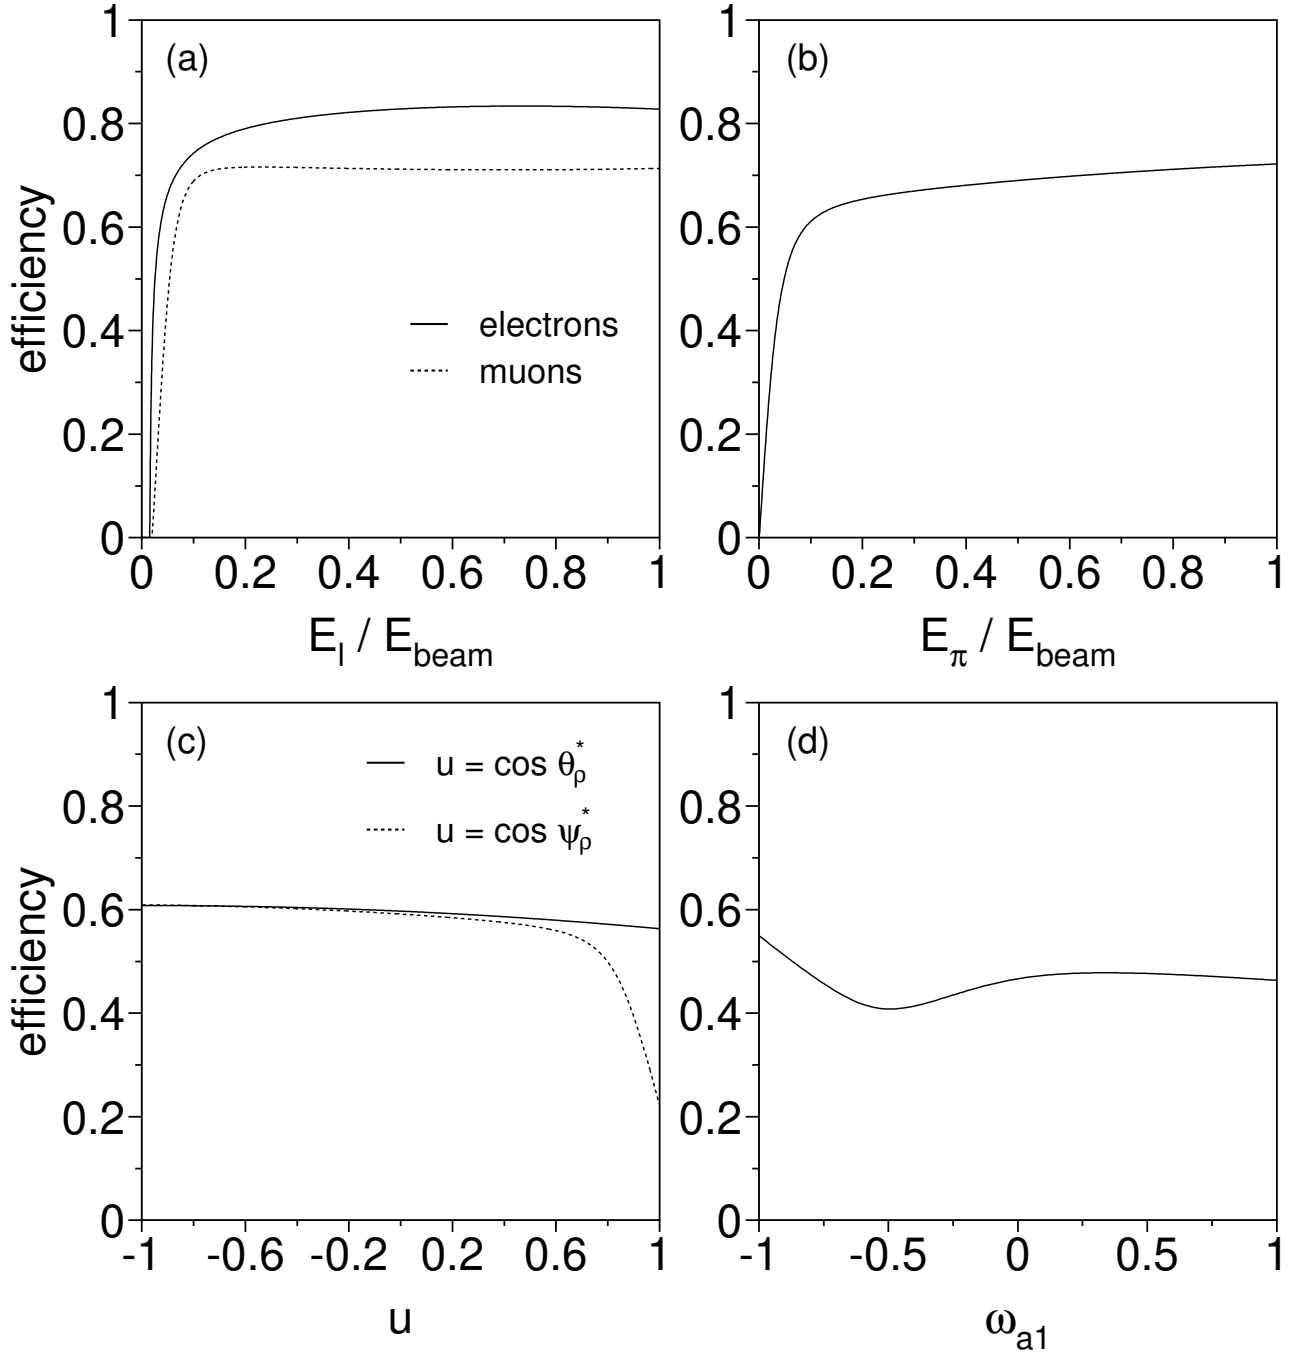 (a)
efficiency
1
0.8
0.6
0.4
0.2
0
electrons
muons
0 0.2 0.4 0.6 0.8 1
E_l / E_beam
(b)
1
0.8
0.6
0.4
0.2
0
0 0.2 0.4 0.6 0.8 1
E_π / E_beam
(c)
efficiency
1
0.8
0.6
0.4
0.2
0
u = cos θ*_ρ
u = cos ψ*_ρ
-1 -0.6 -0.2 0.2 0.6 1
u
(d)
1
0.8
0.6
0.4
0.2
0
-1 -0.5 0 0.5 1
ω_a1